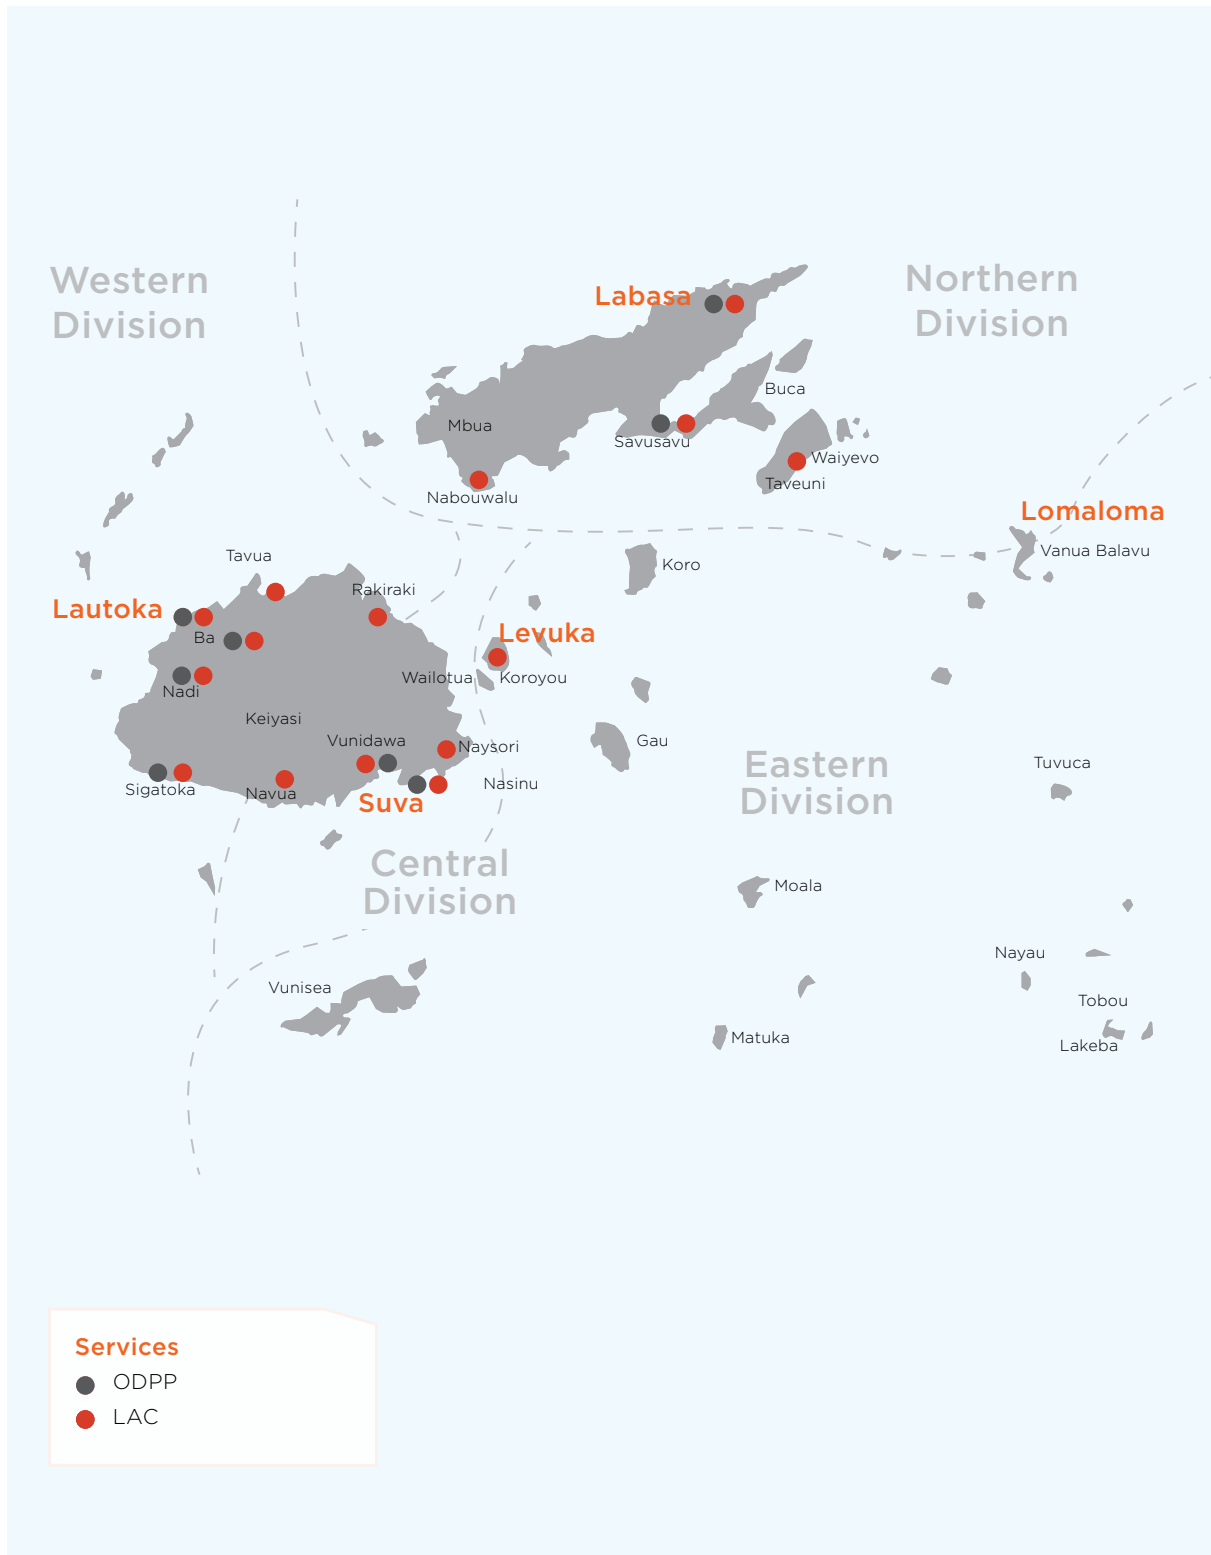 Western
Division
Northern
Division
Labasa
Buca
Mbua
Savusavu
Waiyevo
Taveuni
Nabouwalu
Lomaloma
Vanua Balavu
Tavua
Koro
Rakiraki
Lautoka
Levuka
Ba
Wailotua
Koroyou
Nadi
Keiyasi
Vunidawa
Naysori
Gau
Eastern
Division
Tuvuca
Sigatoka
Navua
Suva
Nasinu
Central
Division
Moala
Nayau
Vunisea
Tobou
Matuka
Lakeba
Services
ODPP
LAC